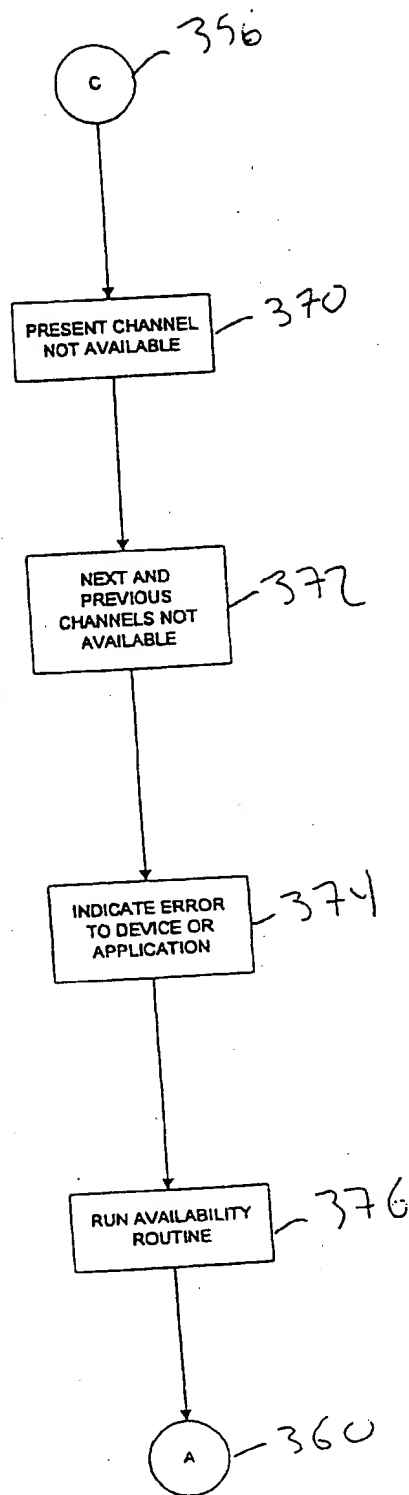 356
C
PRESENT CHANNEL
NOT AVAILABLE
370
NEXT AND
PREVIOUS
CHANNELS NOT
AVAILABLE
372
INDICATE ERROR
TO DEVICE OR
APPLICATION
374
RUN AVAILABILITY
ROUTINE
376
A
360